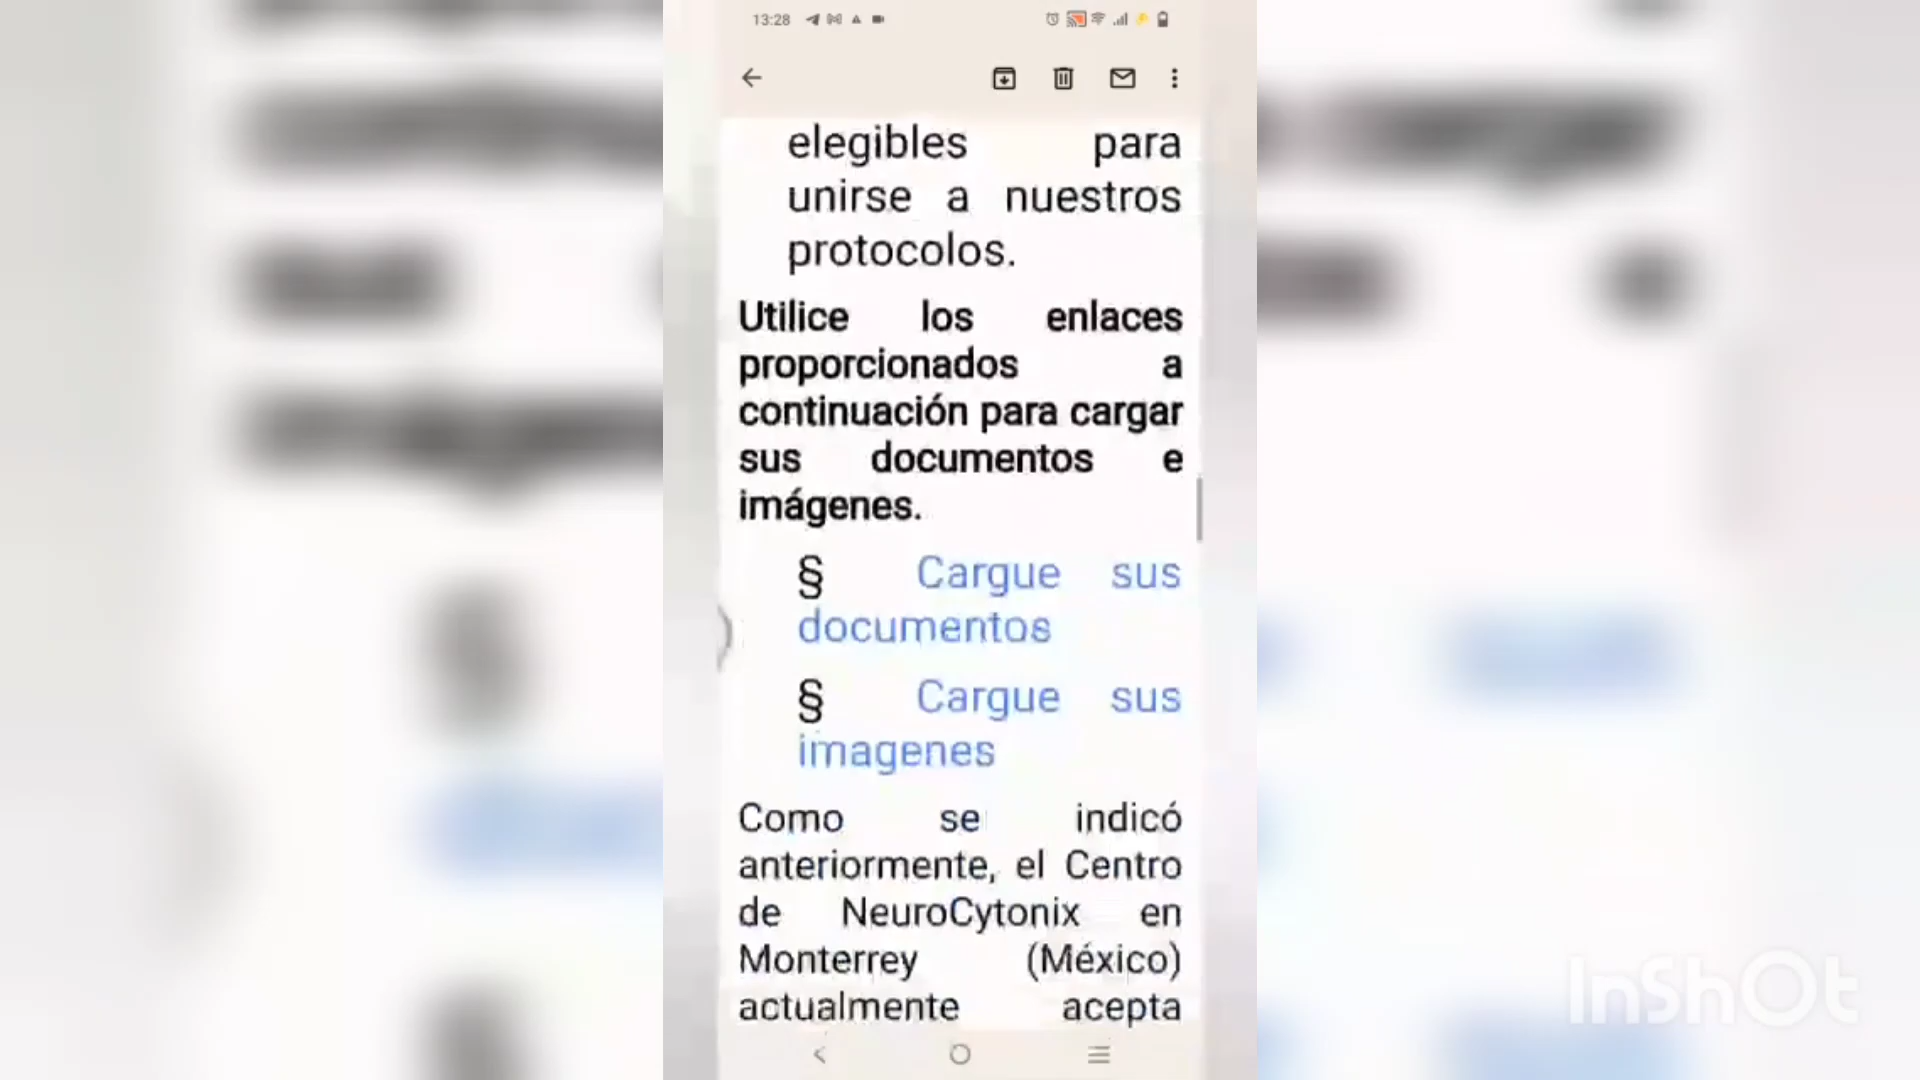 13:28
elegibles para
unirse a nuestros
protocolos.
Utilice los enlaces
proporcionados a
continuación para cargar
sus documentos e
imágenes.
§ Cargue sus
documentos
§ Cargue sus
imagenes
Como se indicó
anteriormente, el Centro
de NeuroCytonix en
Monterrey (México)
actualmente acepta
InShOt